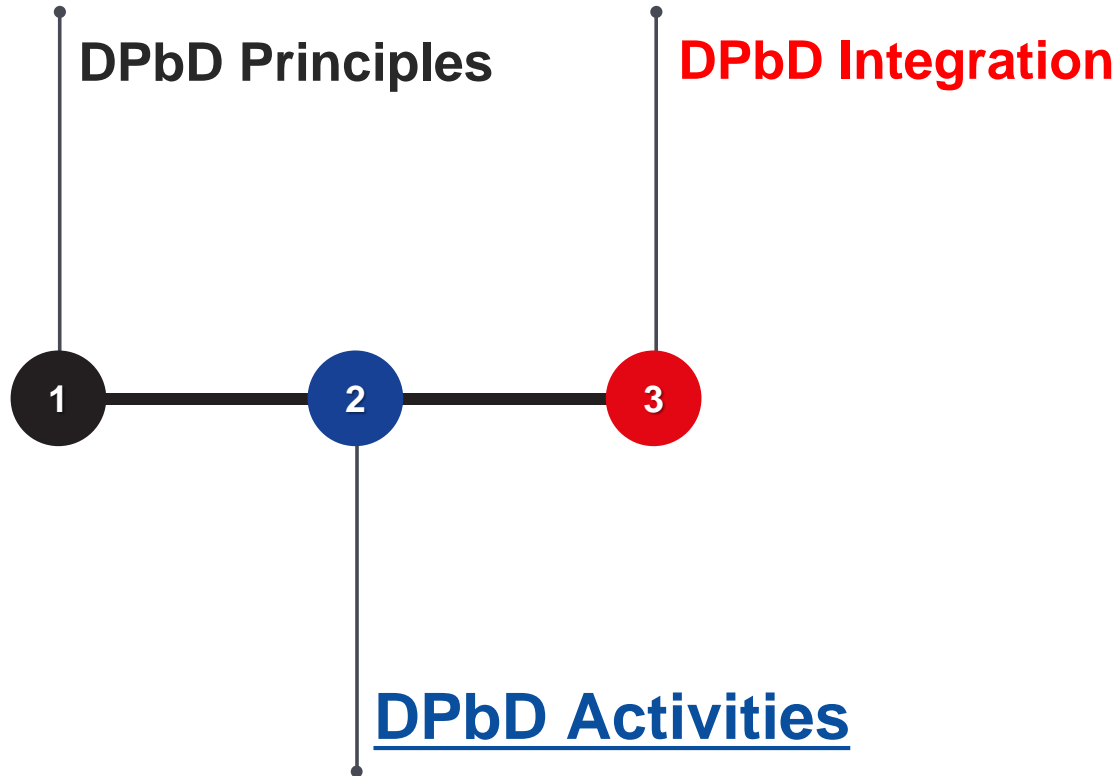 DPbD Principles
DPbD Integration
1
2
3
DPbD Activities